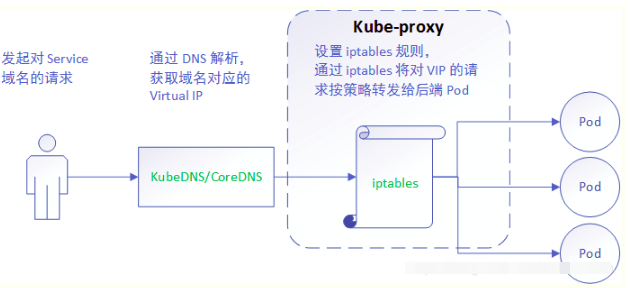 Kube-proxy
发起对 Service
域名的请求
通过 DNS 解析，
获取域名对应的
Virtual IP
设置 iptables 规则，
通过 iptables 将对 VIP 的请
求按策略转发给后端 Pod
KubeDNS/CoreDNS
iptables
Pod
Pod
Pod